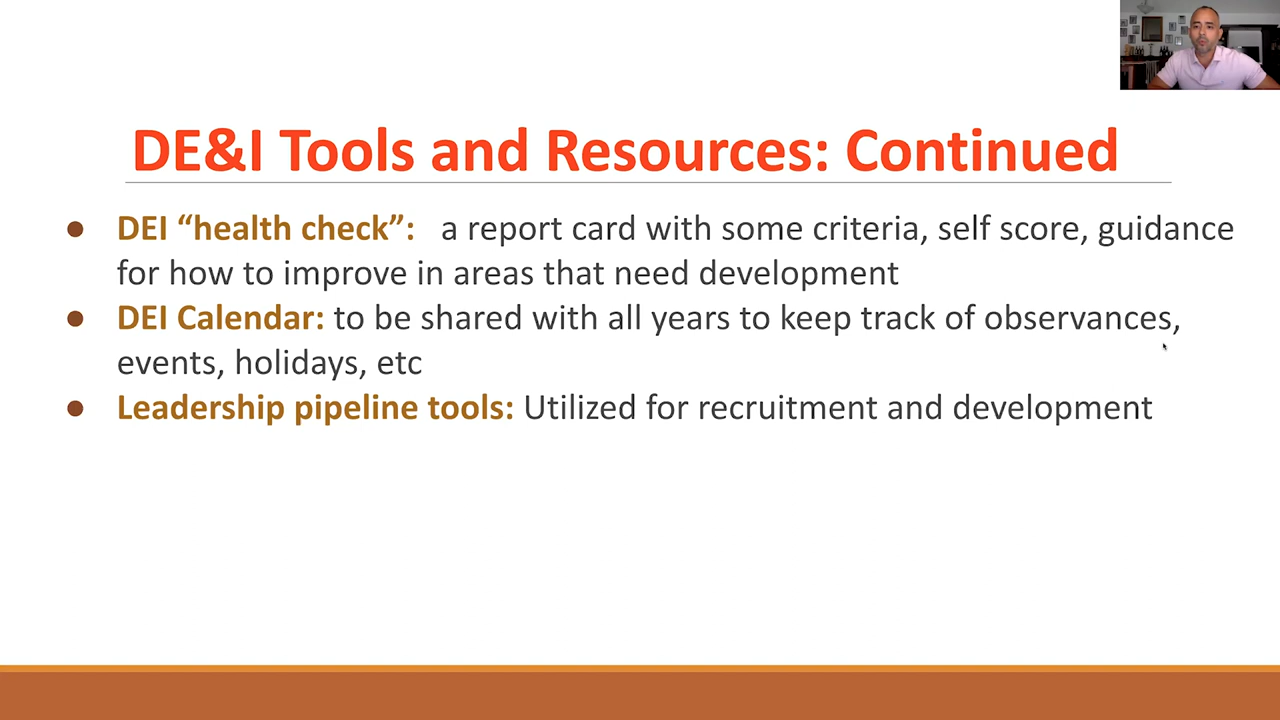 DE&I Tools and Resources: Continued
● DEI “health check”: a report card with some criteria, self score, guidance
for how to improve in areas that need development
● DEI Calendar: to be shared with all years to keep track of observances,
events, holidays, etc
● Leadership pipeline tools: Utilized for recruitment and development